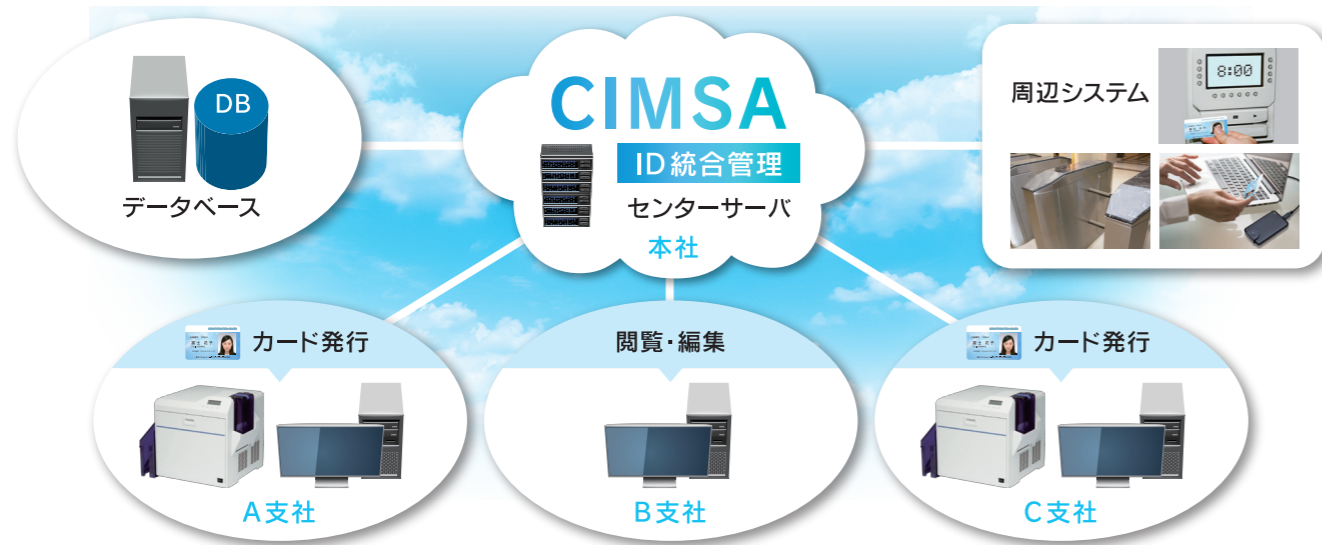 DB
データベース
CIMSA
ID統合管理
センターサーバ
本社
周辺システム
8:00
カード発行
A支社
閲覧・編集
B支社
カード発行
C支社